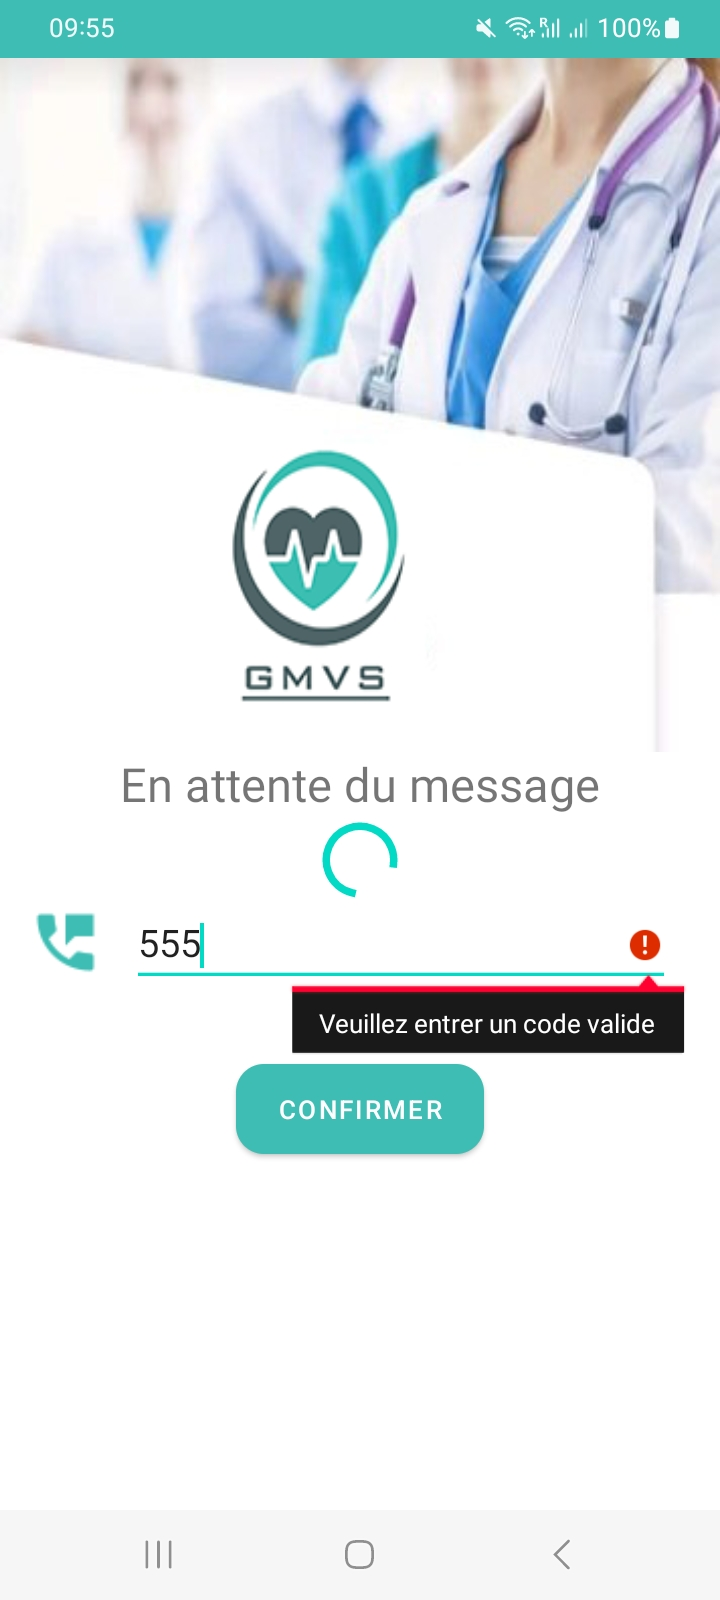 09:55
R
100%
GMVS
En attente du message
555
Veuillez entrer un code valide
CONFIRMER